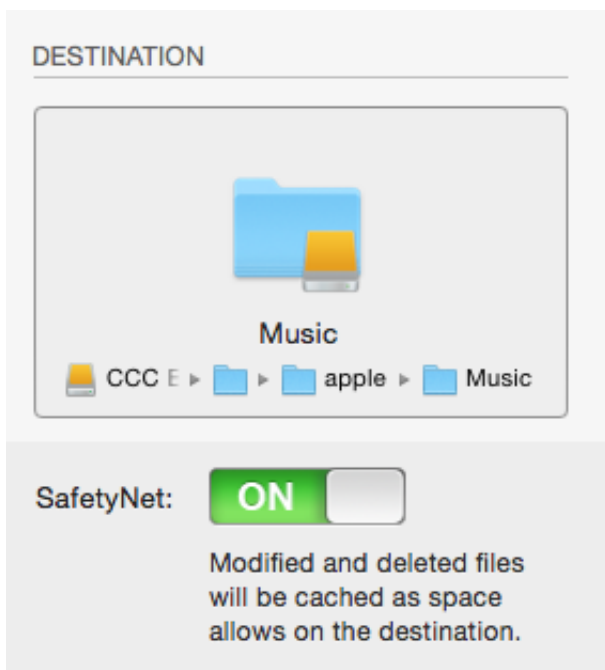 DESTINATION
Music
CCC apple Music
SafetyNet:
ON
Modified and deleted files
will be cached as space
allows on the destination.